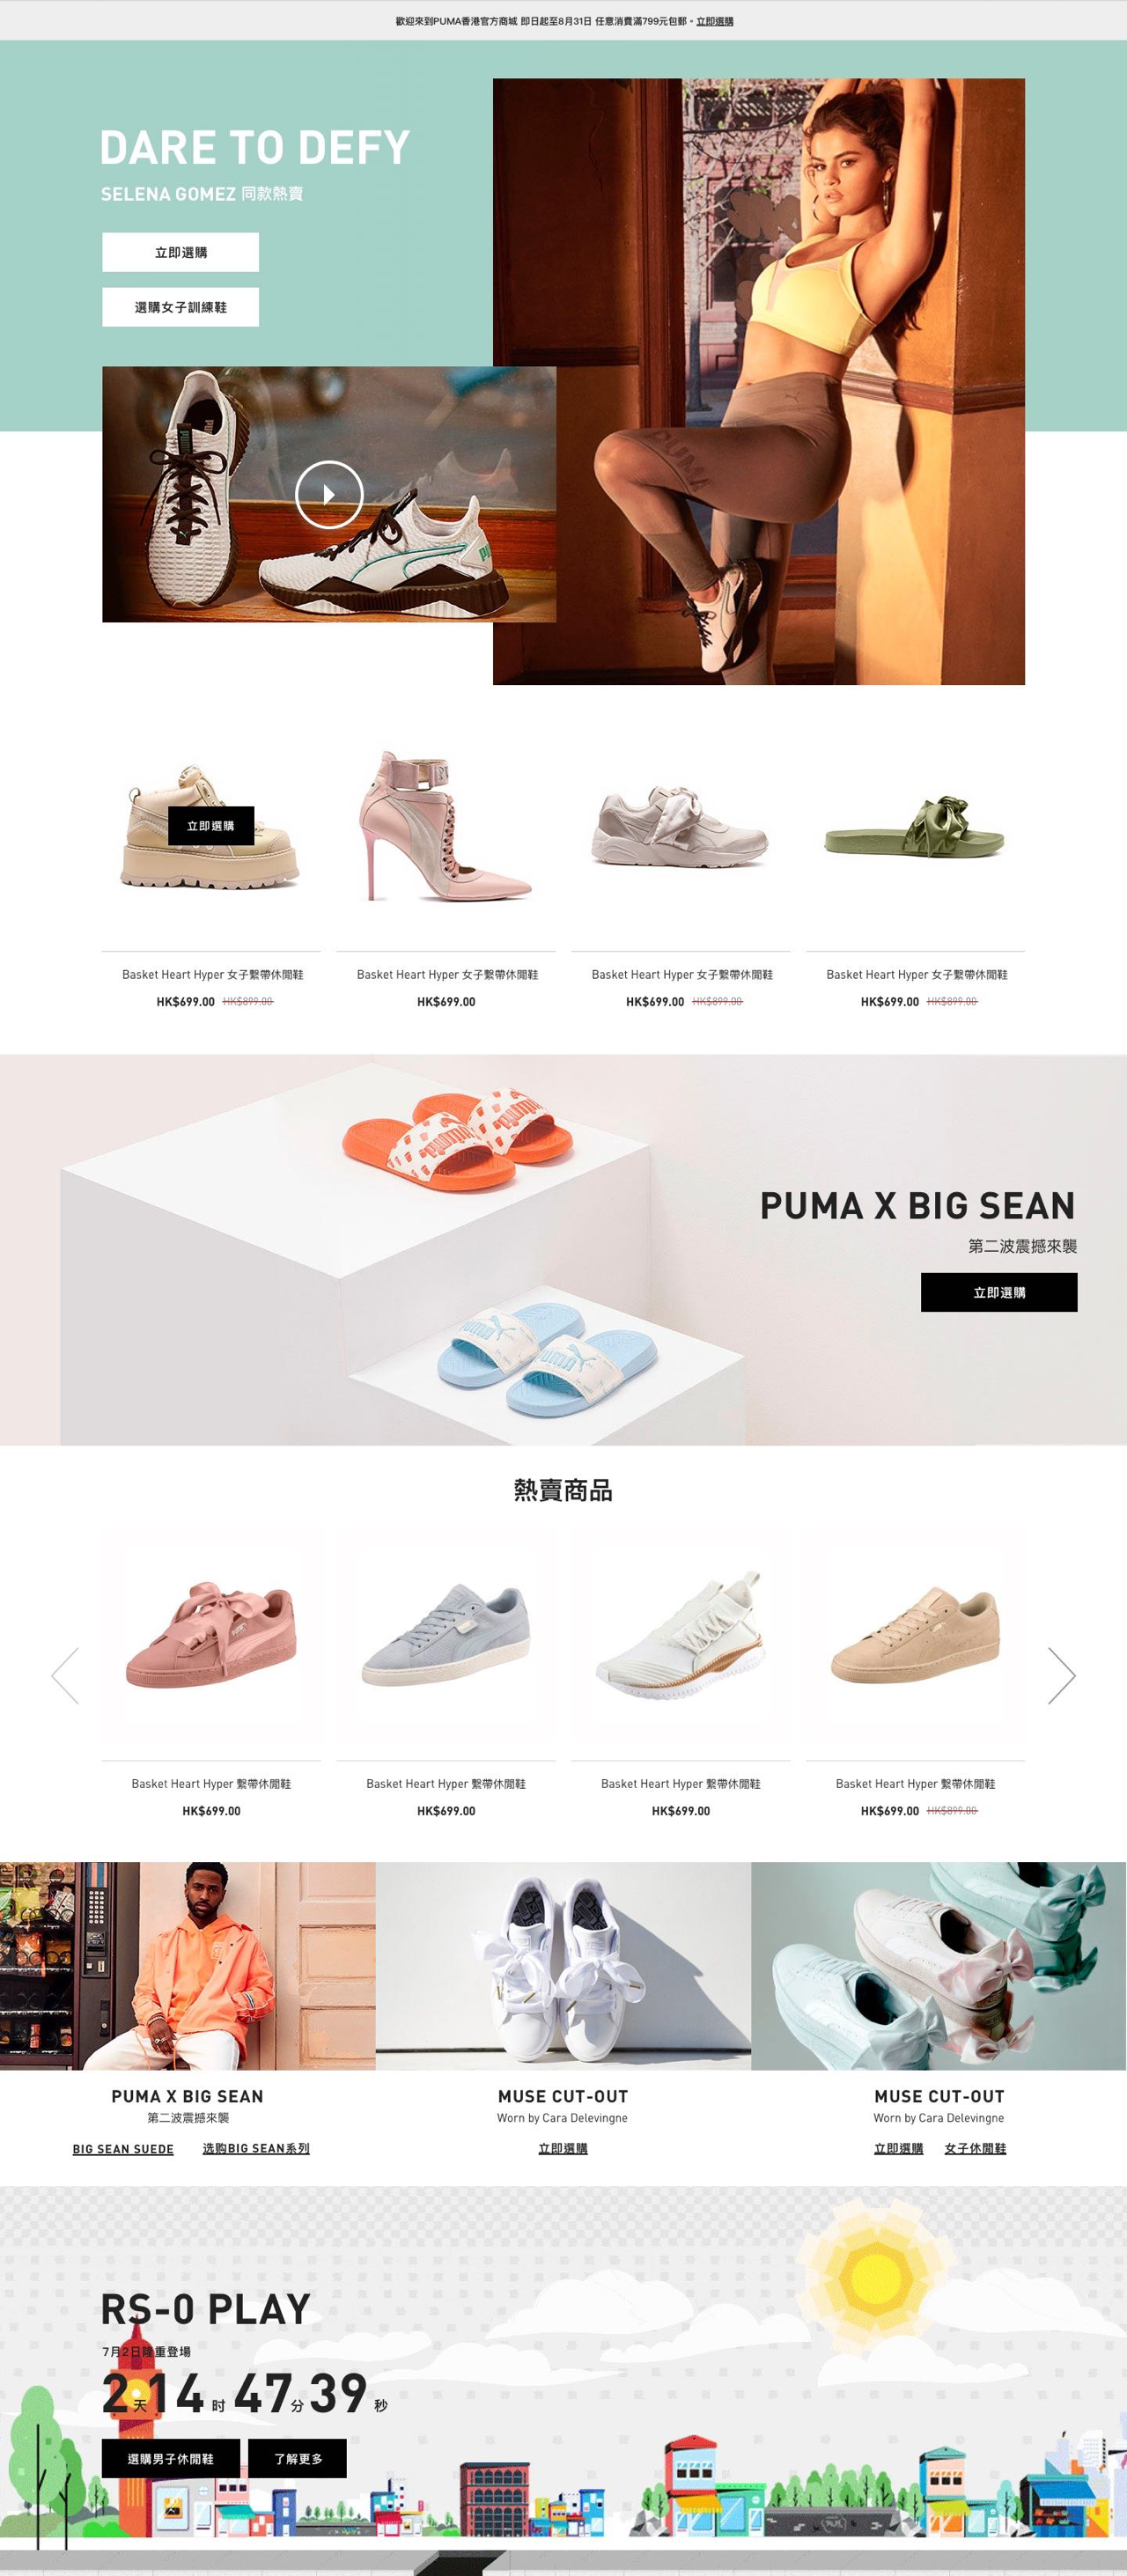 歡迎來到PUMA香港官方商城 即日起至8月31日 任意消費滿799元包郵。立即選購
DARE TO DEFY
SELENA GOMEZ 同款熱賣
立即選購
選購女子訓練鞋
PUMA
立即選購
Basket Heart Hyper 女子繫帶休閒鞋
HK$699.00 HK$899.00
Basket Heart Hyper 女子繫帶休閒鞋
HK$699.00
Basket Heart Hyper 女子繫帶休閒鞋
HK$699.00 HK$899.00
Basket Heart Hyper 女子繫帶休閒鞋
HK$699.00 HK$899.00
PUMA
PUMA
PUMA X BIG SEAN
第二波震撼來襲
立即選購
PUMA
PUMA
熱賣商品
Basket Heart Hyper 繫帶休閒鞋
HK$699.00
Basket Heart Hyper 繫帶休閒鞋
HK$699.00
Basket Heart Hyper 繫帶休閒鞋
HK$699.00
Basket Heart Hyper 繫帶休閒鞋
HK$699.00 HK$899.00
PUMA X BIG SEAN
第二波震撼來襲
BIG SEAN SUEDE 选购BIG SEAN系列
MUSE CUT-OUT
Worn by Cara Delevingne
立即選購
MUSE CUT-OUT
Worn by Cara Delevingne
立即選購 女子休閒鞋
RS-0 PLAY
7月2日隆重登場
2天14时47分39秒
選購男子休閒鞋 了解更多